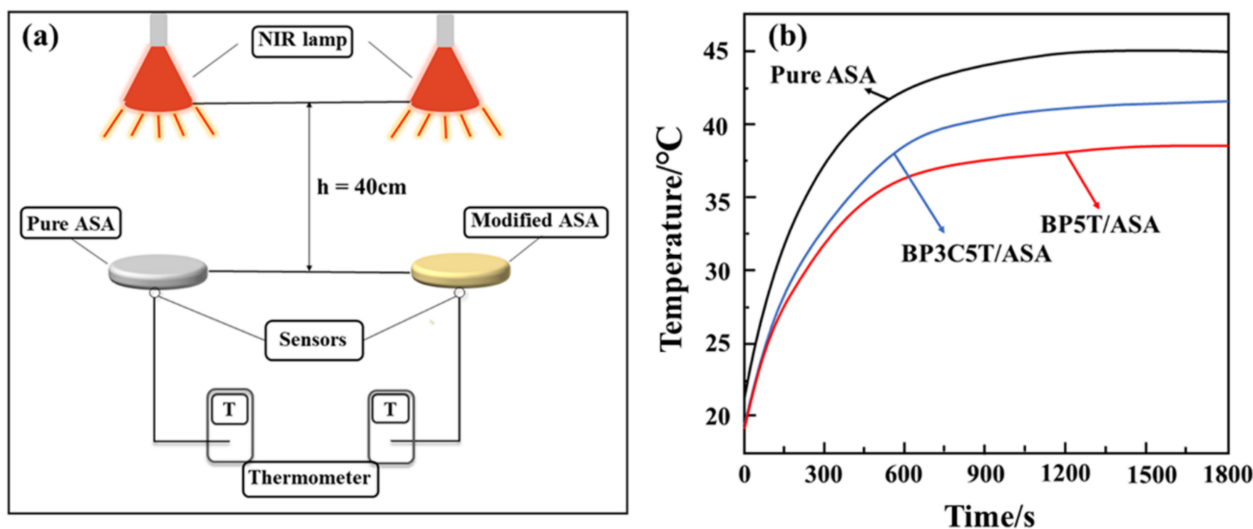 (a)
NIR lamp
h = 40cm
Pure ASA
Modified ASA
Sensors
T
T
Thermometer
(b)
Temperature/°C
45
40
35
30
25
20
Pure ASA
BP5T/ASA
BP3C5T/ASA
0 300 600 900 1200 1500 1800
Time/s